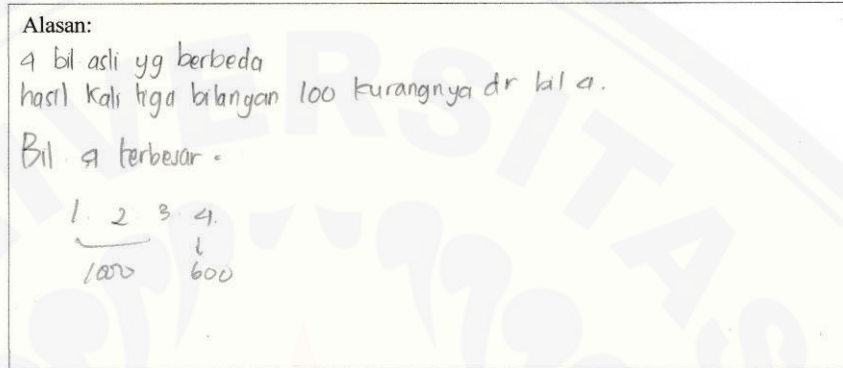 Alasan:
4 bil asli yg berbeda
hasil kali tiga bilangan 100 kurangnya dr bil 4.
Bil 4 terbesar.
1. 2 3. 4.
1000 600
UNIVERSITAS